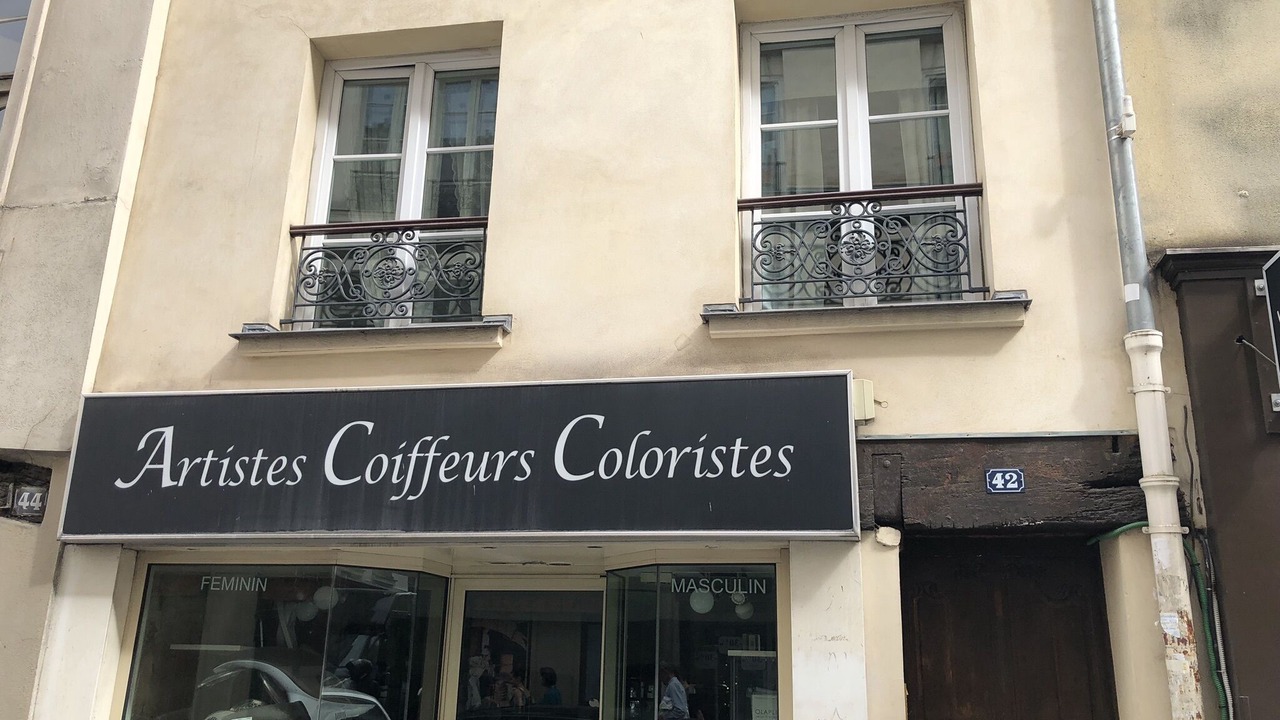 Artistes Coiffeurs Coloristes
42
44
FEMININ
MASCULIN